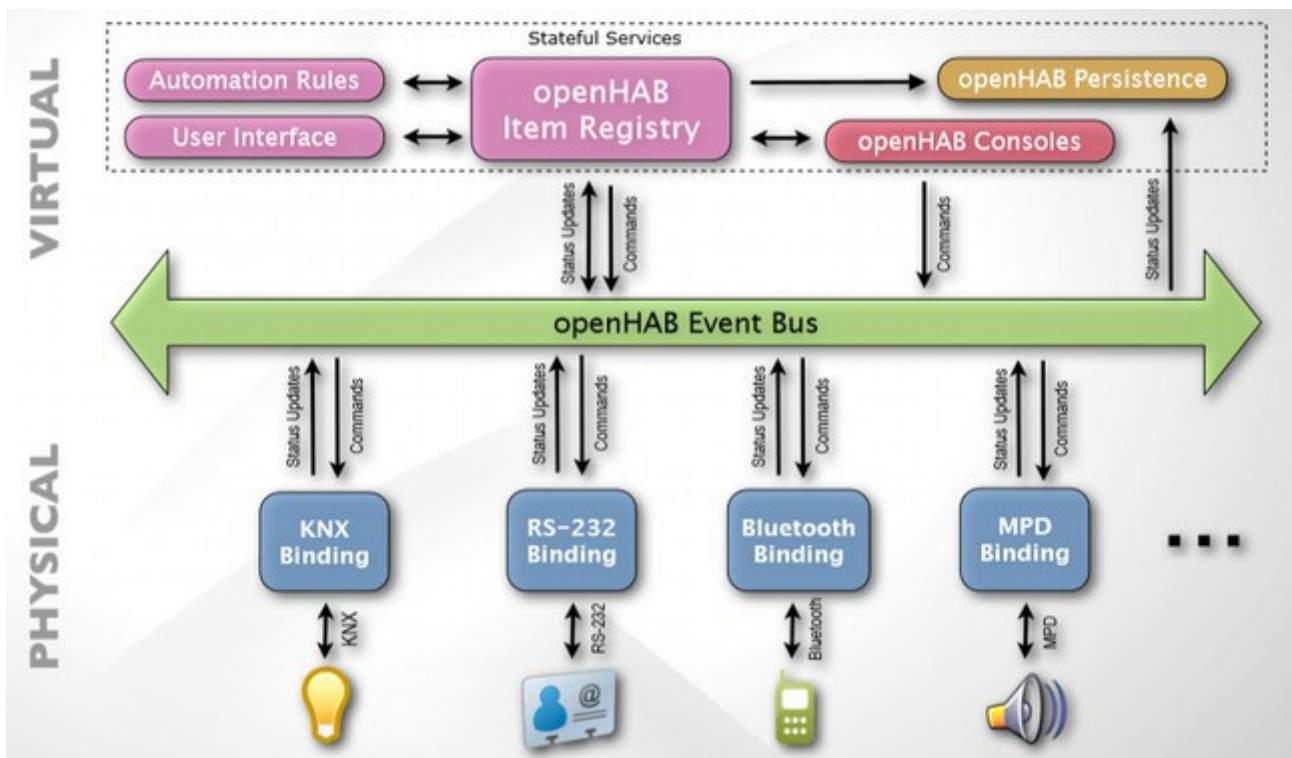 VIRTUAL
Stateful Services
Automation Rules
User Interface
openHAB
Item Registry
openHAB Persistence
openHAB Consoles
Status Updates
Commands
Commands
Status Updates
openHAB Event Bus
PHYSICAL
Status Updates
Commands
Status Updates
Commands
Status Updates
Commands
Status Updates
Commands
KNX
Binding
RS-232
Binding
Bluetooth
Binding
MPD
Binding
...
KNX
RS-232
Bluetooth
MPD
@